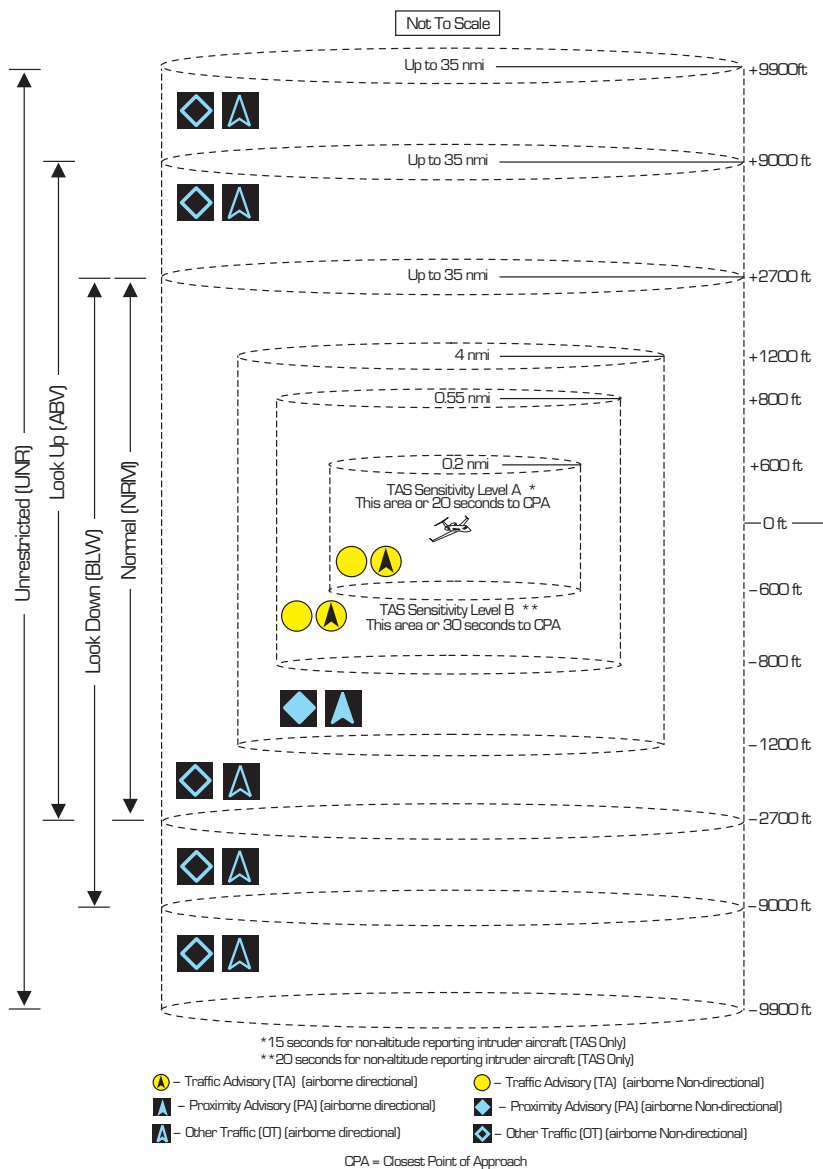 Not To Scale
Up to 35 nmi
+9900ft
Up to 35 nmi
+9000 ft
Up to 35 nmi
+2700 ft
4 nmi
+1200 ft
0.55 nmi
+800 ft
0.2 nmi
+600 ft
TAS Sensitivity Level A *
This area or 20 seconds to CPA
0 ft
–600 ft
TAS Sensitivity Level B **
This area or 30 seconds to CPA
–800 ft
–1200 ft
–2700 ft
–9000 ft
–9900 ft
Unrestricted (UNR)
Look Up (ABV)
Look Down (BLW)
Normal (NRM)
*15 seconds for non-altitude reporting intruder aircraft (TAS Only)
**20 seconds for non-altitude reporting intruder aircraft (TAS Only)
– Traffic Advisory (TA) (airborne directional)
– Traffic Advisory (TA) (airborne Non-directional)
– Proximity Advisory (PA) (airborne directional)
– Proximity Advisory (PA) (airborne Non-directional)
– Other Traffic (OT) (airborne directional)
– Other Traffic (OT) (airborne Non-directional)
CPA = Closest Point of Approach